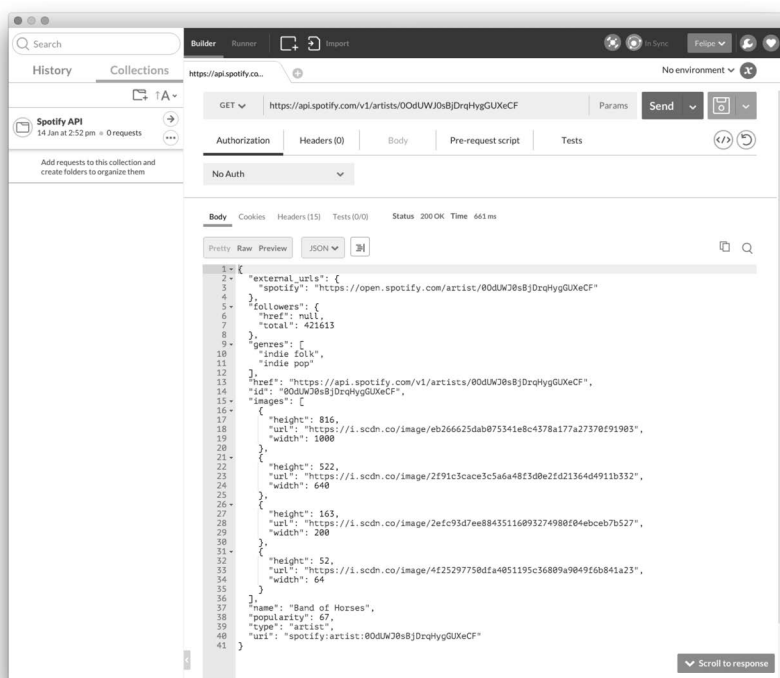 Search
Builder Runner Import In Sync Felipe
History Collections
https://api.spotify.co...
No environment
Spotify API
14 Jan at 2:52 pm 0 requests
Add requests to this collection and
create folders to organize them
GET https://api.spotify.com/v1/artists/0OdUWJ0sBjDrqHygGUXeCF Params Send
Authorization Headers (0) Body Pre-request script Tests
No Auth
Body Cookies Headers (15) Tests (0/0) Status 200 OK Time 661 ms
Pretty Raw Preview JSON
1 {
2 "external_urls": {
3 "spotify": "https://open.spotify.com/artist/0OdUWJ0sBjDrqHygGUXeCF"
4 },
5 "followers": {
6 "href": null,
7 "total": 421613
8 },
9 "genres": [
10 "indie folk",
11 "indie pop"
12 ],
13 "href": "https://api.spotify.com/v1/artists/0OdUWJ0sBjDrqHygGUXeCF",
14 "id": "0OdUWJ0sBjDrqHygGUXeCF",
15 "images": [
16 {
17 "height": 816,
18 "url": "https://i.scdn.co/image/eb266625dab075341e8c4378a177a27370f91903",
19 "width": 1000
20 },
21 {
22 "height": 522,
23 "url": "https://i.scdn.co/image/2f91c3cace3c5a6a48f3d0e2fd21364d4911b332",
24 "width": 640
25 },
26 {
27 "height": 163,
28 "url": "https://i.scdn.co/image/2efc93d7ee88435116093274980f04ebceb7b527",
29 "width": 200
30 },
31 {
32 "height": 52,
33 "url": "https://i.scdn.co/image/4f25297750dfa4051195c36809a9049f6b841a23",
34 "width": 64
35 }
36 ],
37 "name": "Band of Horses",
38 "popularity": 67,
39 "type": "artist",
40 "uri": "spotify:artist:0OdUWJ0sBjDrqHygGUXeCF"
41 }
Scroll to response